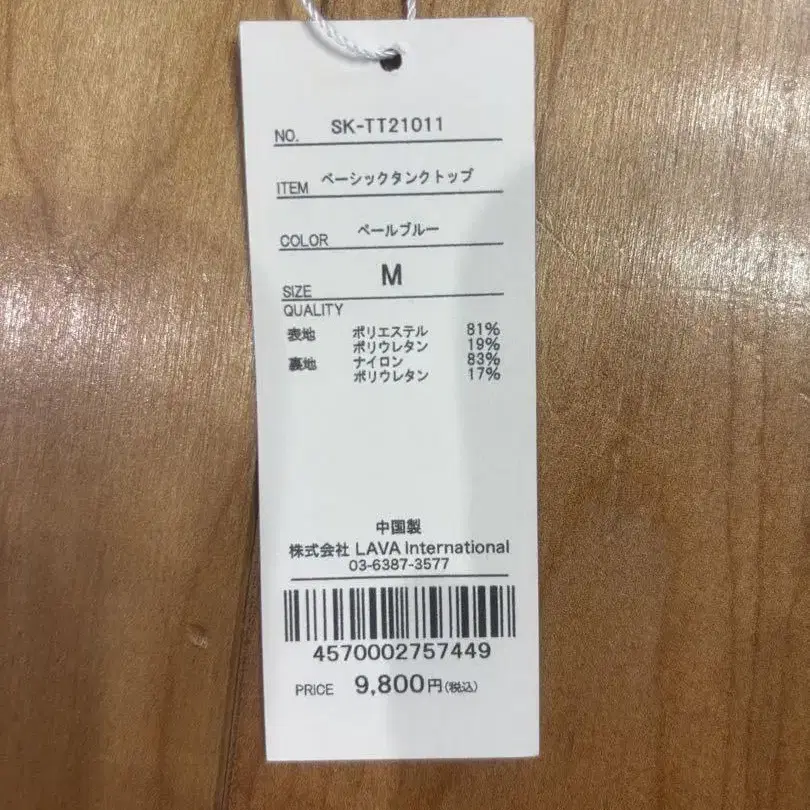 NO. SK-TT21011
ITEM ベーシックタンクトップ
COLOR ペールブルー
SIZE M
QUALITY
表地 ポリエステル 81%
ポリウレタン 19%
裏地 ナイロン 83%
ポリウレタン 17%
中国製
株式会社 LAVA International
03-6387-3577
4570002757449
PRICE 9,800円(税込)